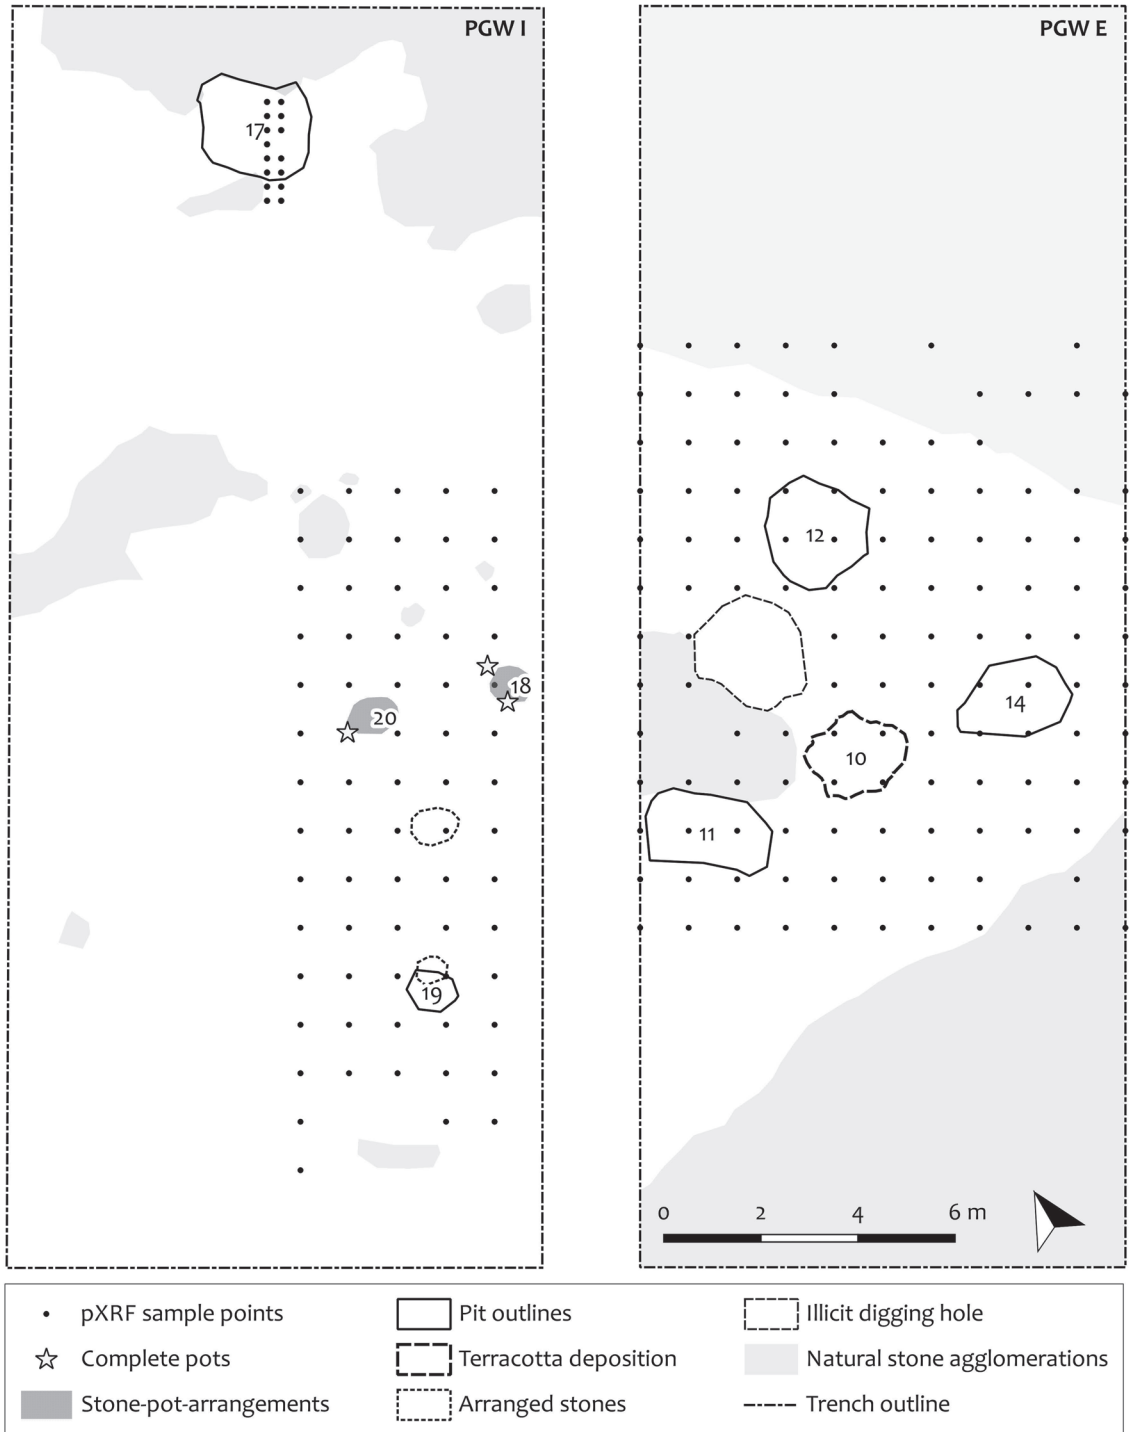 PGW I
PGW E
17
12
18
20
14
10
11
19
0 2 4 6 m
pXRF sample points
Pit outlines
Illicit digging hole
Complete pots
Terracotta deposition
Natural stone agglomerations
Stone-pot-arrangements
Arranged stones
Trench outline